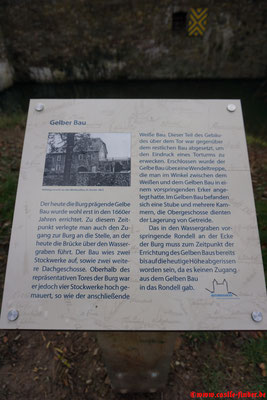 Gelber Bau
Der heute die Burg prägende Gelbe
Bau wurde wohl erst in den 1660er
Jahren errichtet. Zu diesem Zeit-
punkt verlegte man auch den Zu-
gang zur Burg an die Stelle, an der
heute die Brücke über den Wasser-
graben führt. Der Bau wies zwei
Stockwerke auf, sowie zwei weite-
re Dachgeschosse. Oberhalb des
repräsentativen Tores der Burg war
er jedoch vier Stockwerke hoch ge-
mauert, so wie der anschließende
Weiße Bau. Dieser Teil des Gebäu-
des über dem Tor war gegenüber
dem restlichen Bau abgesetzt, um
den Eindruck eines Torturms zu
erwecken. Erschlossen wurde der
Gelbe Bau über eine Wendeltreppe,
die man im Winkel zwischen dem
Weißen und dem Gelben Bau in ei-
nem vorspringenden Erker ange-
legt hatte. Im Gelben Bau befanden
sich eine Stube und mehrere Kam-
mern, die Obergeschosse dienten
der Lagerung von Getreide.
Das in den Wassergraben vor-
springende Rondell an der Ecke
der Burg muss zum Zeitpunkt der
Errichtung des Gelben Baus bereits
bis auf die heutige Höhe abgerissen
worden sein, da es keinen Zugang
aus dem Gelben Bau
in das Rondell gab.
©www.castle-finder.de